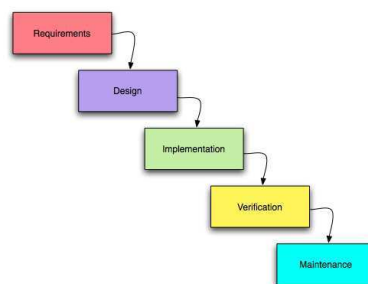 Requirements
Design
Implementation
Verification
Maintenance